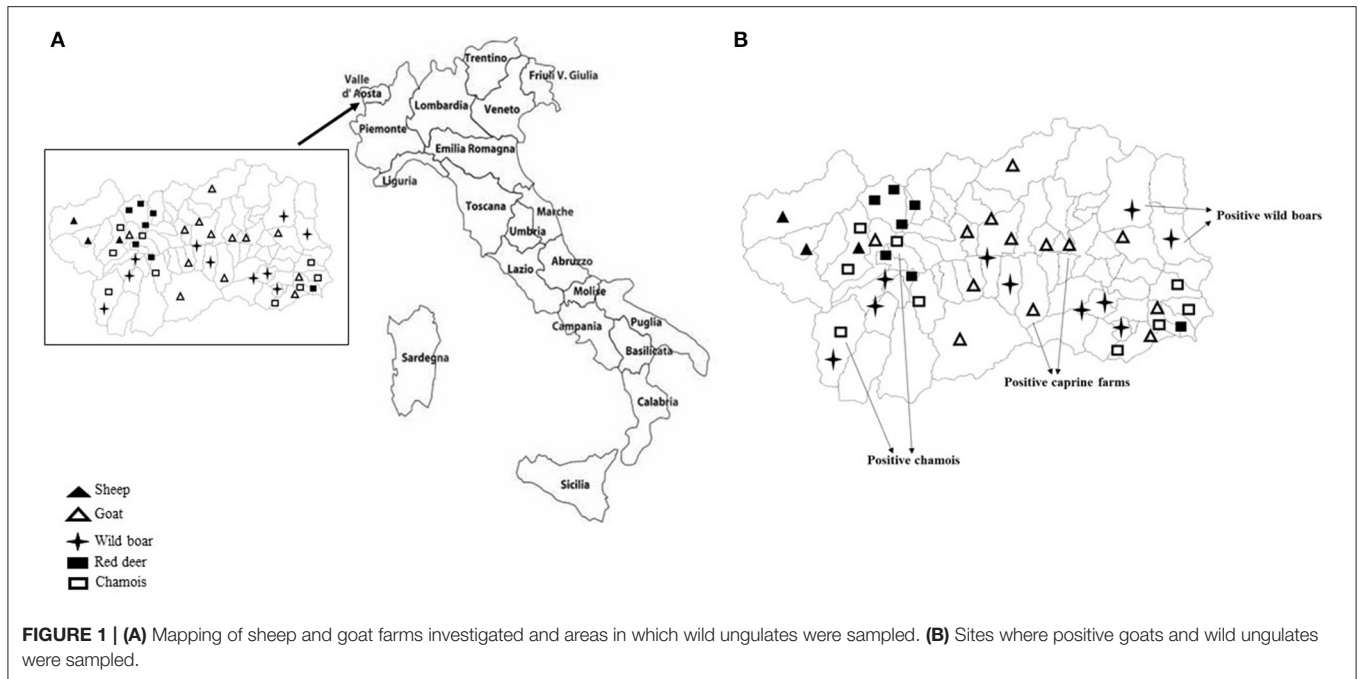 A
Valle
d' Aosta
Trentino
Friuli V. Giulia
Lombardia
Veneto
Piemonte
Emilia Romagna
Liguria
Toscana
Marche
Umbria
Lazio
Abruzzo
Molise
Campania
Puglia
Basilicata
Sardegna
Calabria
Sicilia
Sheep
Goat
Wild boar
Red deer
Chamois
B
Positive wild boars
Positive caprine farms
Positive chamois
FIGURE 1 | (A) Mapping of sheep and goat farms investigated and areas in which wild ungulates were sampled. (B) Sites where positive goats and wild ungulates
were sampled.